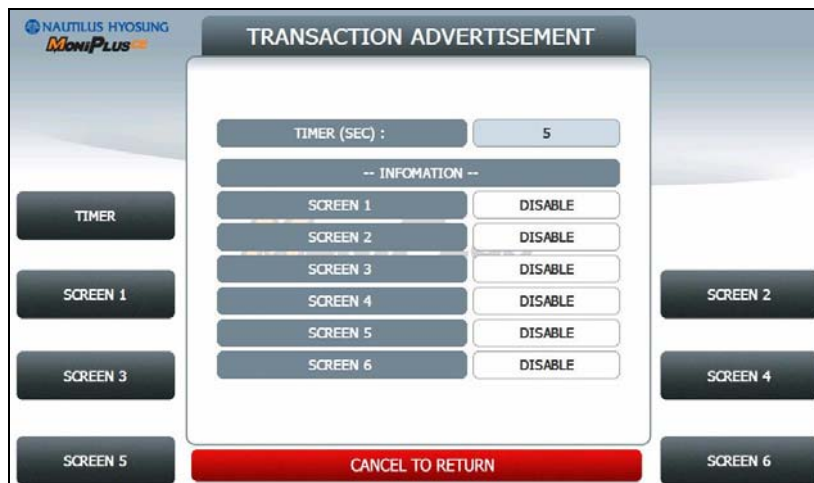 NAUTILUS HYOSUNG
MONiPLUSCE
TRANSACTION ADVERTISEMENT
TIMER (SEC) : 5
-- INFOMATION --
SCREEN 1 DISABLE
SCREEN 2 DISABLE
SCREEN 3 DISABLE
SCREEN 4 DISABLE
SCREEN 5 DISABLE
SCREEN 6 DISABLE
TIMER
SCREEN 1
SCREEN 2
SCREEN 3
SCREEN 4
SCREEN 5
CANCEL TO RETURN
SCREEN 6